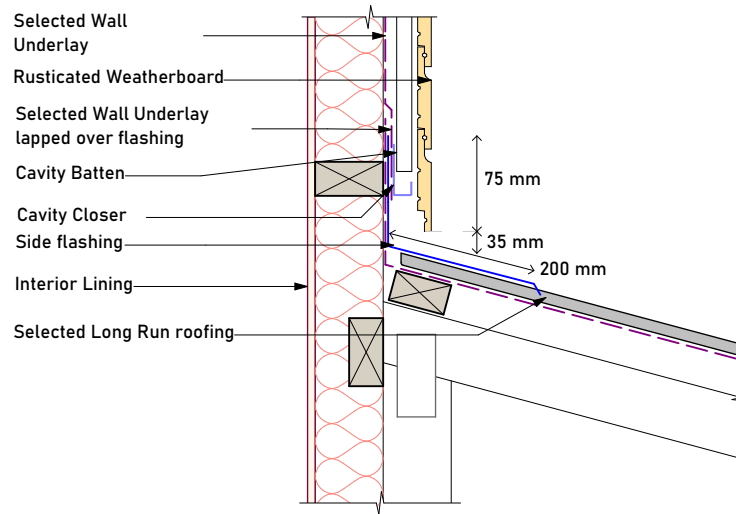 Selected Wall
Underlay
Rusticated Weatherboard
Selected Wall Underlay
lapped over flashing
Cavity Batten
75 mm
Cavity Closer
Side flashing
35 mm
200 mm
Interior Lining
Selected Long Run roofing